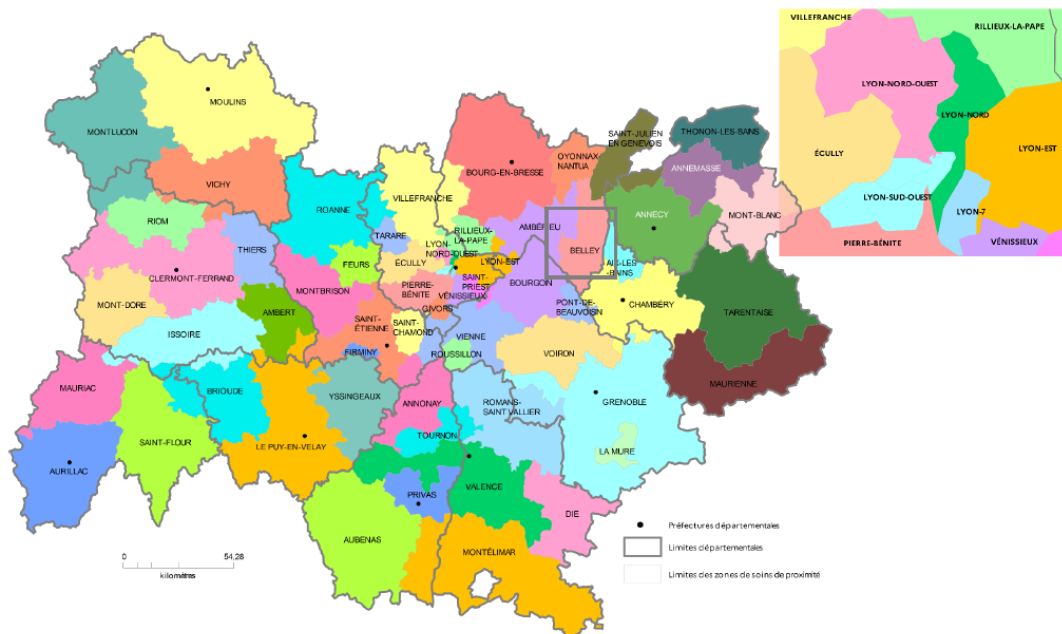 VILLEFRANCHE
RILLIEUX-LA-PAPE
LYON-NORD-OUEST
LYON-NORD
LYON-EST
ÉCULLY
LYON-SUD-OUEST
LYON-7
PIERRE-BÉNITE
VÉNISSIEUX
MOULINS
MONTLUCON
VICHY
RIOM
CLERMONT-FERRAND
THIERS
MONT-DORE
ISSOIRE
AMBERT
ROANNE
TARARE
FEURS
MONTBRISON
VILLEFRANCHE
BOURG-EN-BRESSE
OYONNAX-
NANTUA
SAINT-JULIEN
EN GENEVOIS
THONON-LES-BAINS
ANNEMASSE
MONT-BLANC
ANNECY
AMBÉRIEU
BELLEY
AIX-LES
-BAINS
RILLIEUX-
LA-PAPE
LYON-
NORD-OUEST
ÉCULLY
LYON-EST
SAINT-
PRIEST
PIERRE-
BÉNITE
VÉNISSIEUX
GIVORS
BOURGOIN
PONT-DE-
BEAUVOISIN
CHAMBÉRY
TARENTAISE
MAURIENNE
SAINT-
ÉTIENNE
SAINT-
CHAMOND
FIRMINY
VIENNE
ROUSSILLON
VOIRON
GRENOBLE
LA MURE
MAURIAC
AURILLAC
SAINT-FLOUR
BRIOUDE
LE PUY-EN-VELAY
YSSINGEAUX
ANNONAY
TOURNON
ROMANS-
SAINT VALLIER
VALENCE
PRIVAS
AUBENAS
DIE
MONTÉLIMAR
Préfectures départementales
Limites départementales
Limites des zones de soins de proximité
0 54,28
kilomètres